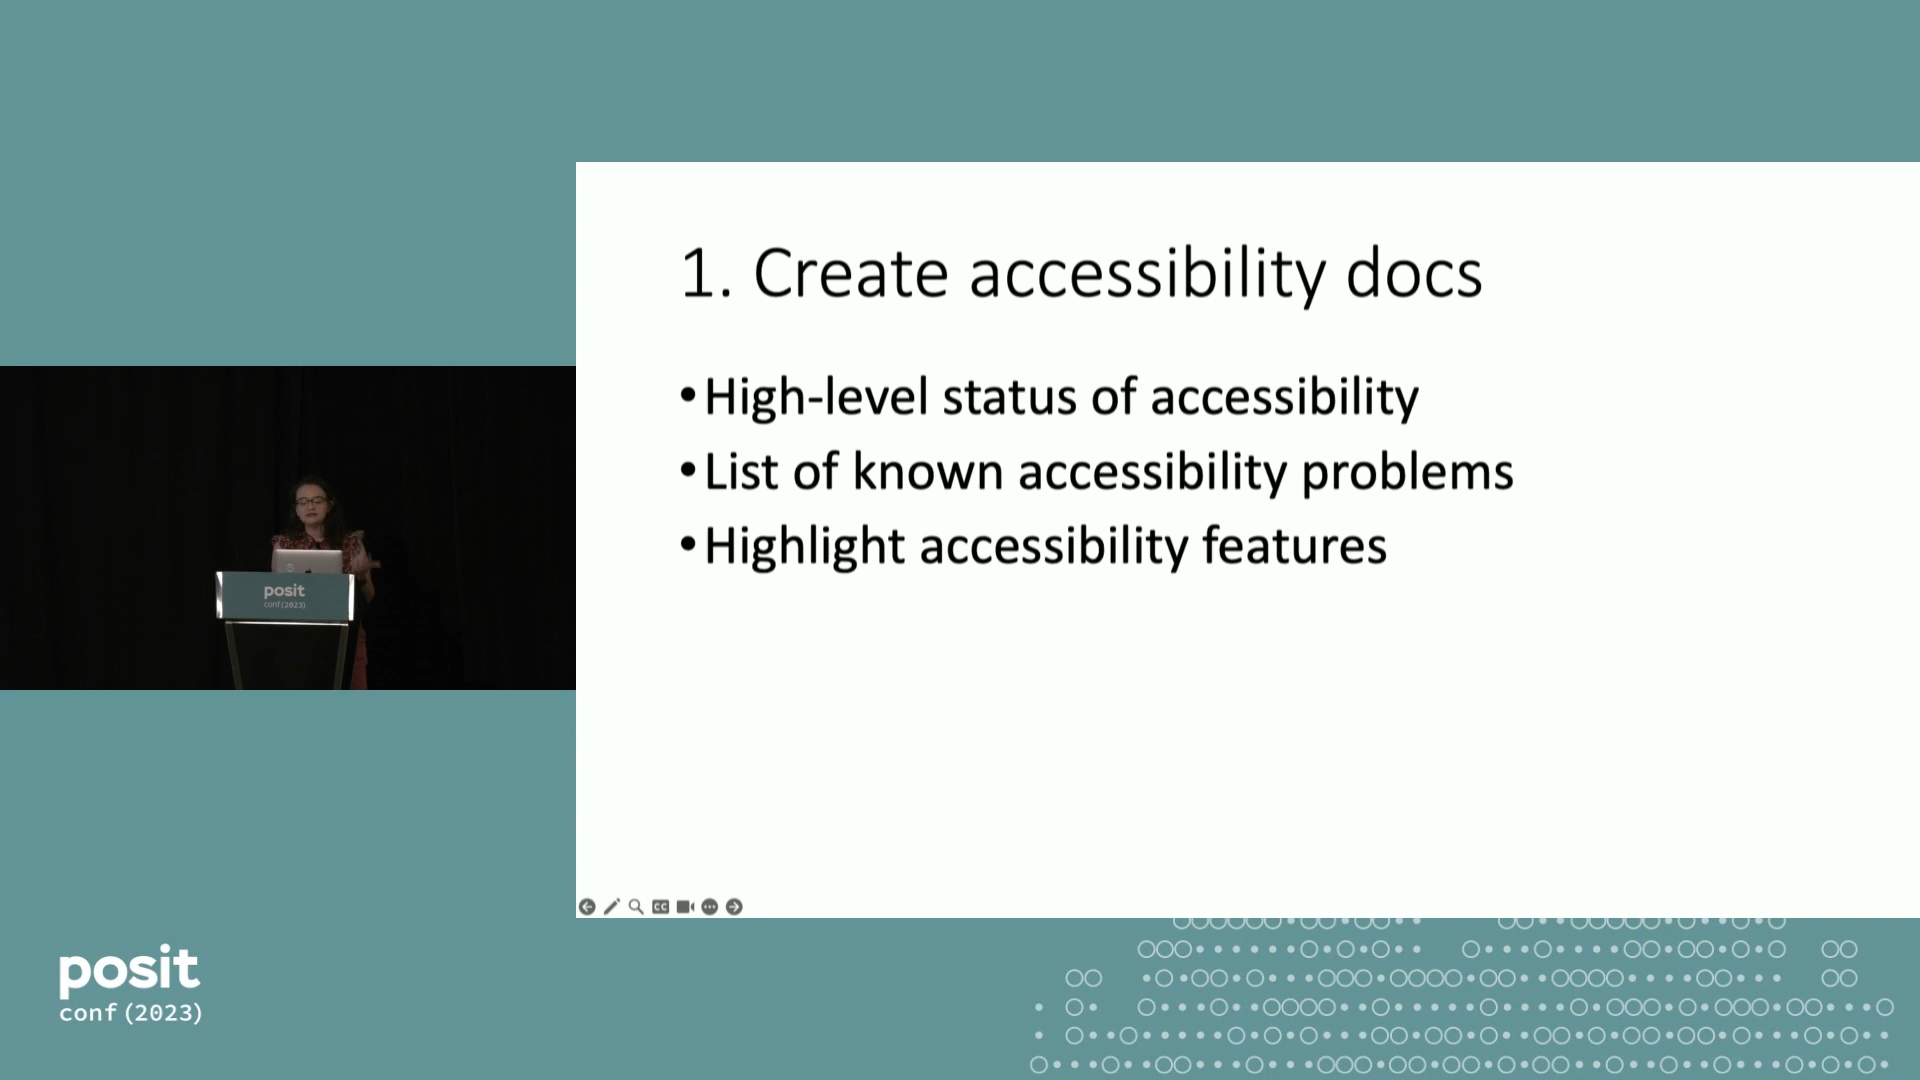 1. Create accessibility docs
•High-level status of accessibility
•List of known accessibility problems
•Highlight accessibility features
posit
conf(2023)
CC
posit
conf(2023)